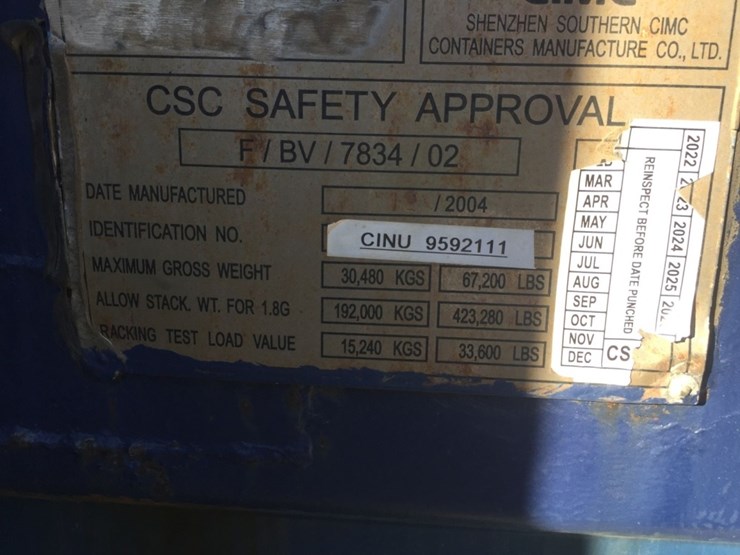 SHENZHEN SOUTHERN CIMC
CONTAINERS MANUFACTURE CO., LTD.
CSC SAFETY APPROVAL
F / BV / 7834 / 02
DATE MANUFACTURED / 2004
IDENTIFICATION NO. CINU 9592111
MAXIMUM GROSS WEIGHT 30,480 KGS 67,200 LBS
ALLOW STACK. WT. FOR 1.8G 192,000 KGS 423,280 LBS
RACKING TEST LOAD VALUE 15,240 KGS 33,600 LBS
MAR
APR
MAY
JUN
JUL
AUG
SEP
OCT
NOV
DEC
CS
REINSPECT BEFORE DATE PUNCHED
2022 23 2024 2025